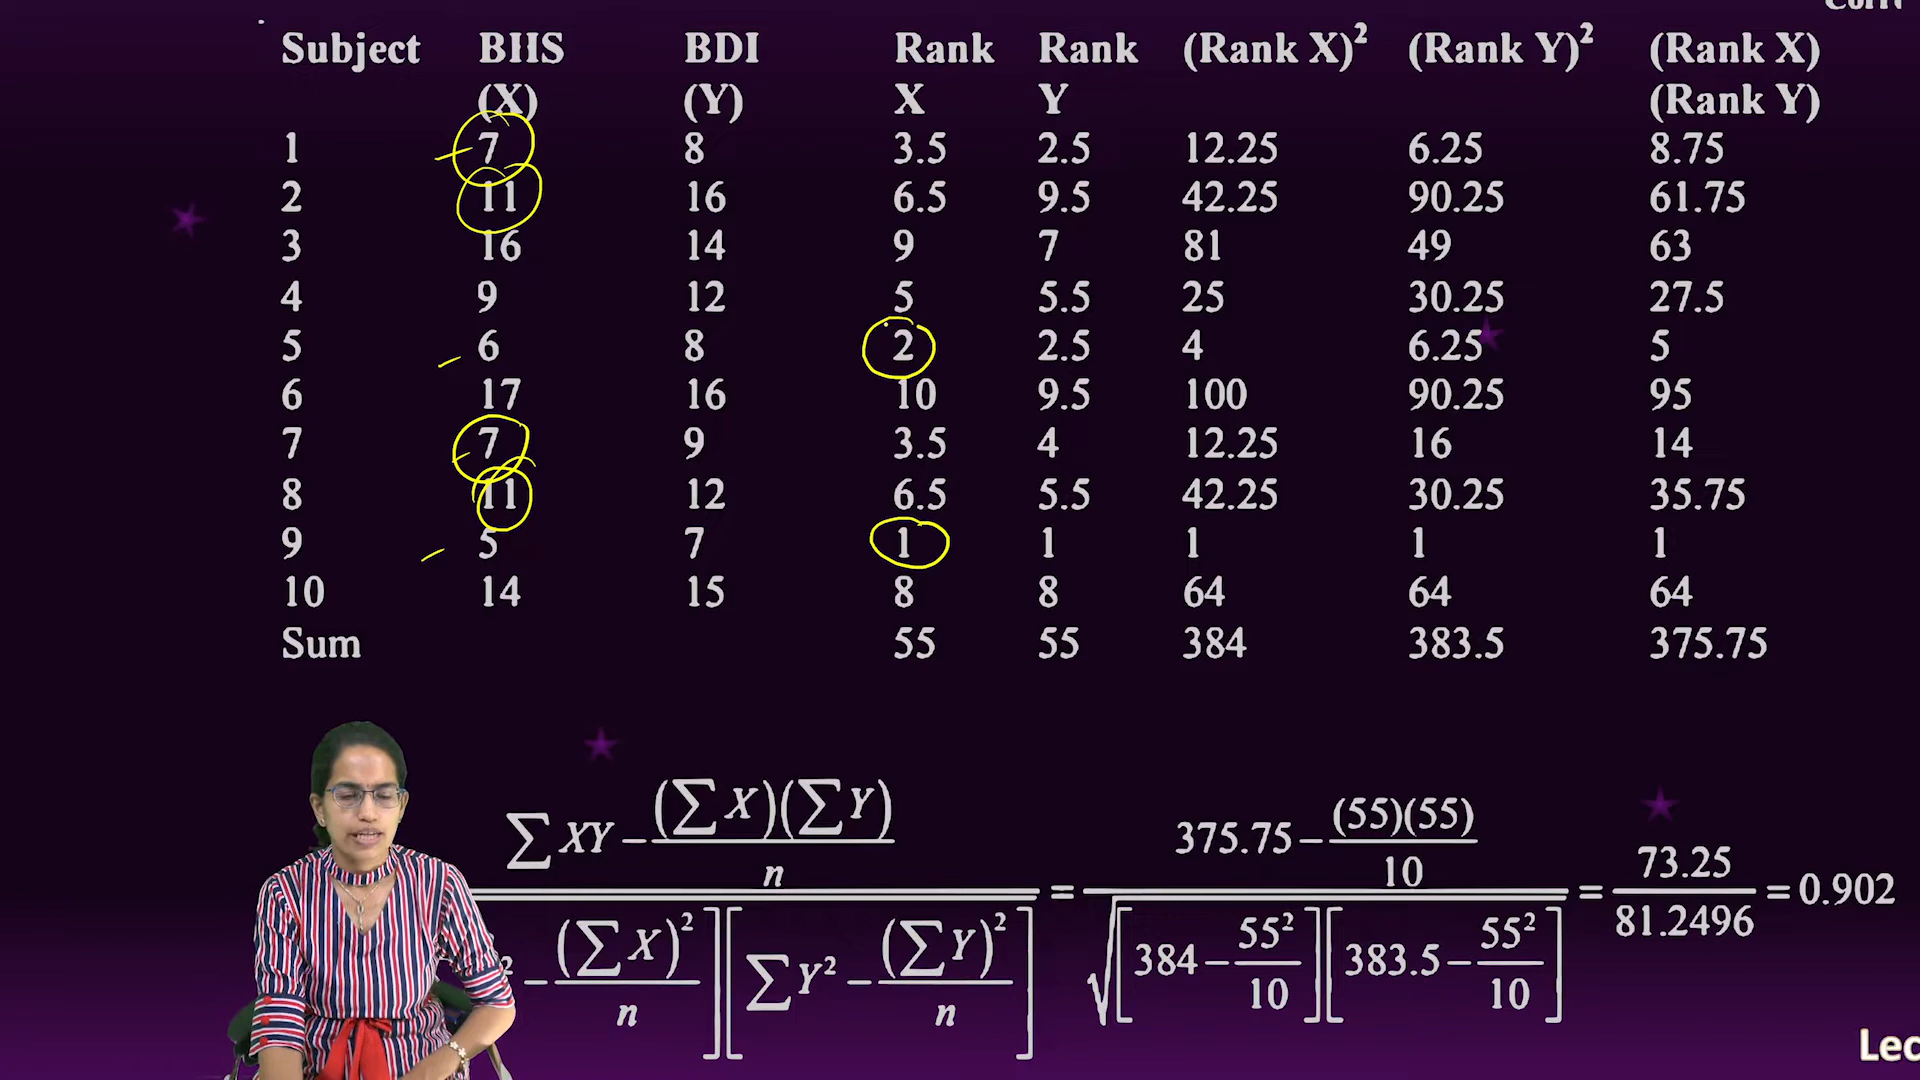 Subject BHS BDI Rank Rank (Rank X)² (Rank Y)² (Rank X)
(X) (Y) X Y (Rank Y)
1 7 8 3.5 2.5 12.25 6.25 8.75
2 11 16 6.5 9.5 42.25 90.25 61.75
3 16 14 9 7 81 49 63
4 9 12 5 5.5 25 30.25 27.5
5 6 8 2 2.5 4 6.25 5
6 17 16 10 9.5 100 90.25 95
7 7 9 3.5 4 12.25 16 14
8 11 12 6.5 5.5 42.25 30.25 35.75
9 5 7 1 1 1 1 1
10 14 15 8 8 64 64 64
Sum 55 55 384 383.5 375.75
∑XY − (∑X)(∑Y)/n = 375.75 − (55)(55)/10 = 73.25/81.2496 = 0.902
² − (∑X)²/n ] [ ∑Y² − (∑Y)²/n ] √[ 384 − 55²/10 ] [ 383.5 − 55²/10 ]
Lec